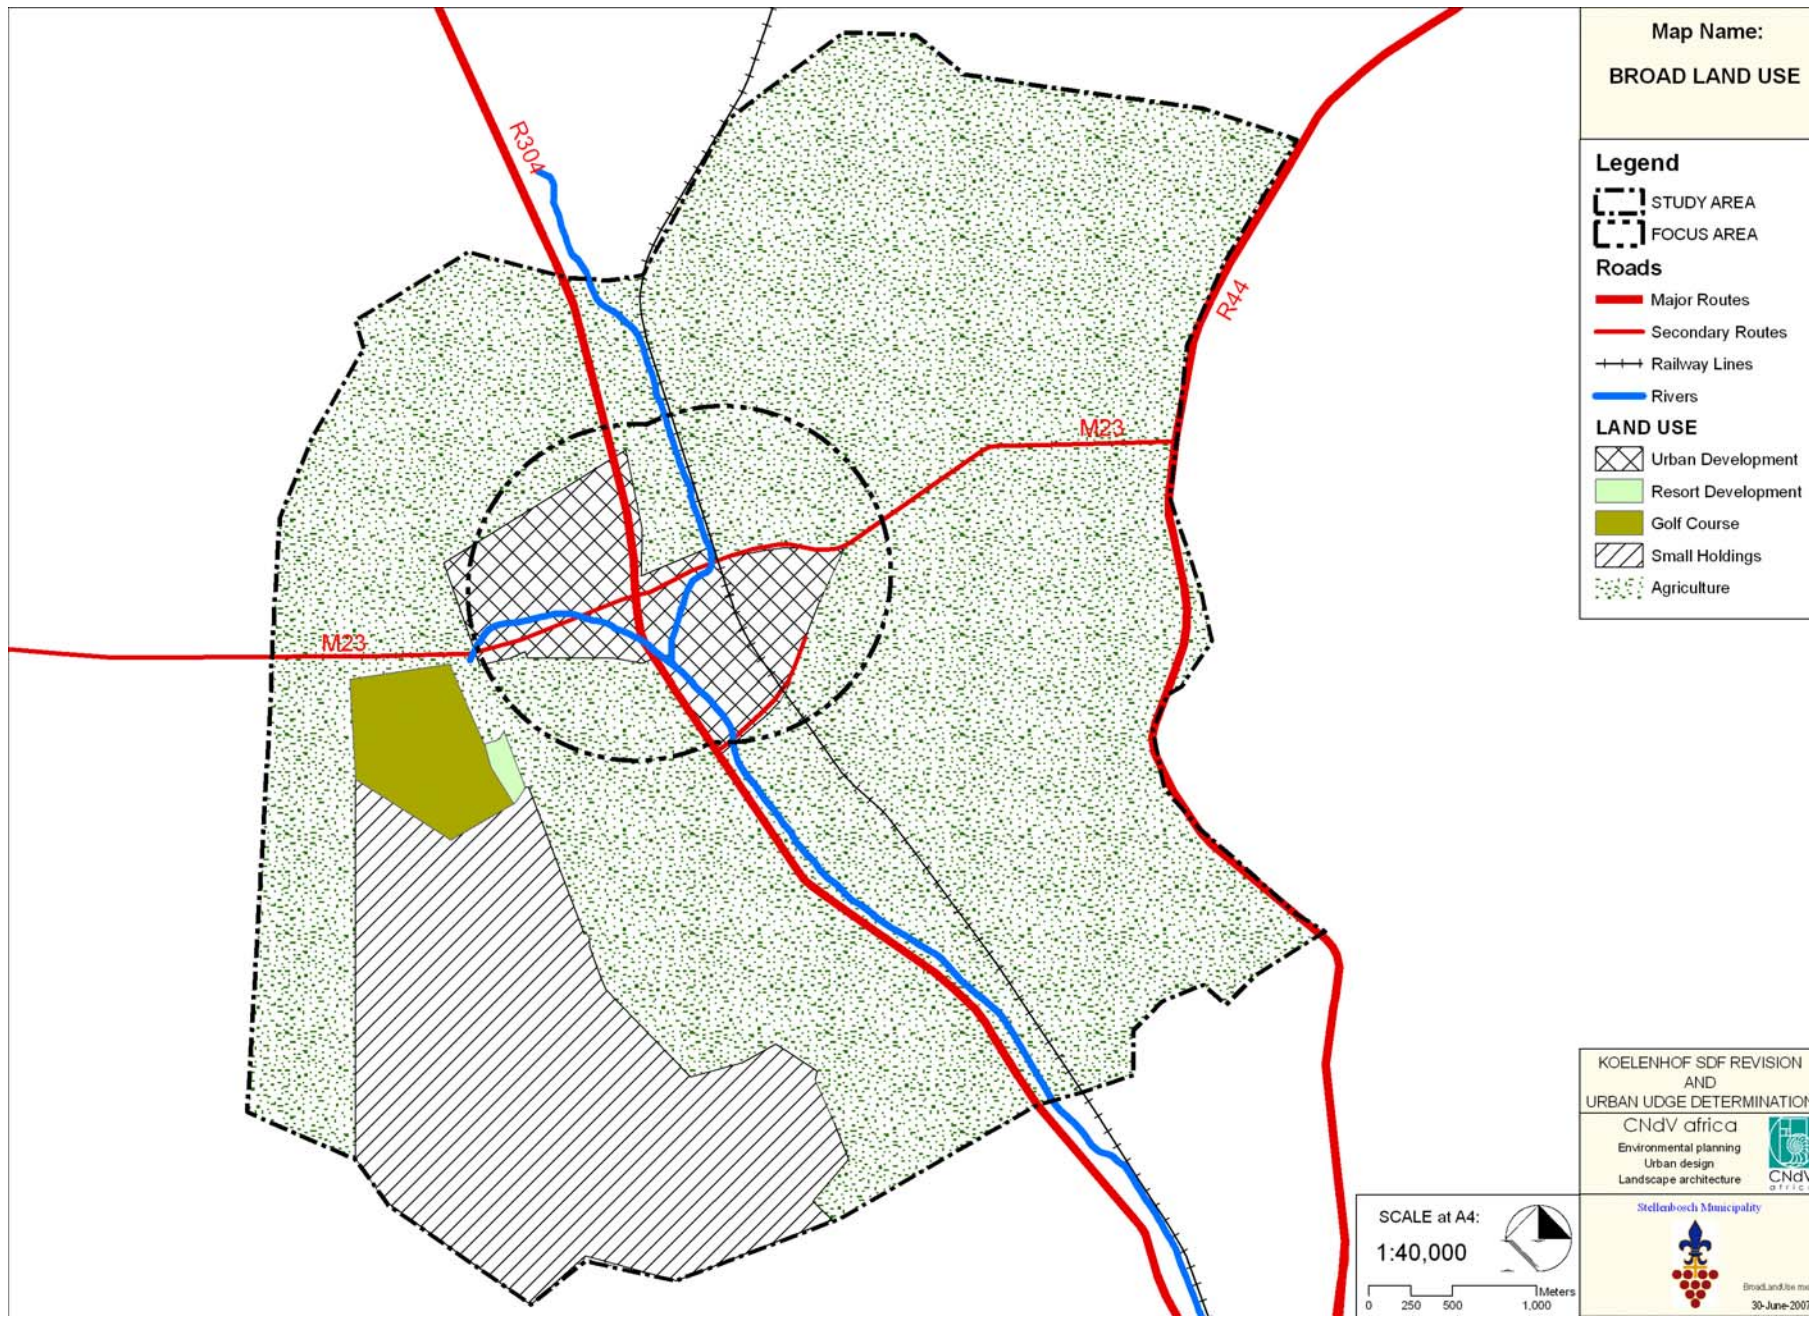 R304
R44
M23
M23
Map Name:
BROAD LAND USE
Legend
STUDY AREA
FOCUS AREA
Roads
Major Routes
Secondary Routes
Railway Lines
Rivers
LAND USE
Urban Development
Resort Development
Golf Course
Small Holdings
Agriculture
KOELENHOF SDF REVISION
AND
URBAN UDGE DETERMINATION
CNdV africa
Environmental planning
Urban design
Landscape architecture
CNdV
africa
Stellenbosch Municipality
30-June-2007
SCALE at A4:
1:40,000
Meters
0 250 500 1,000